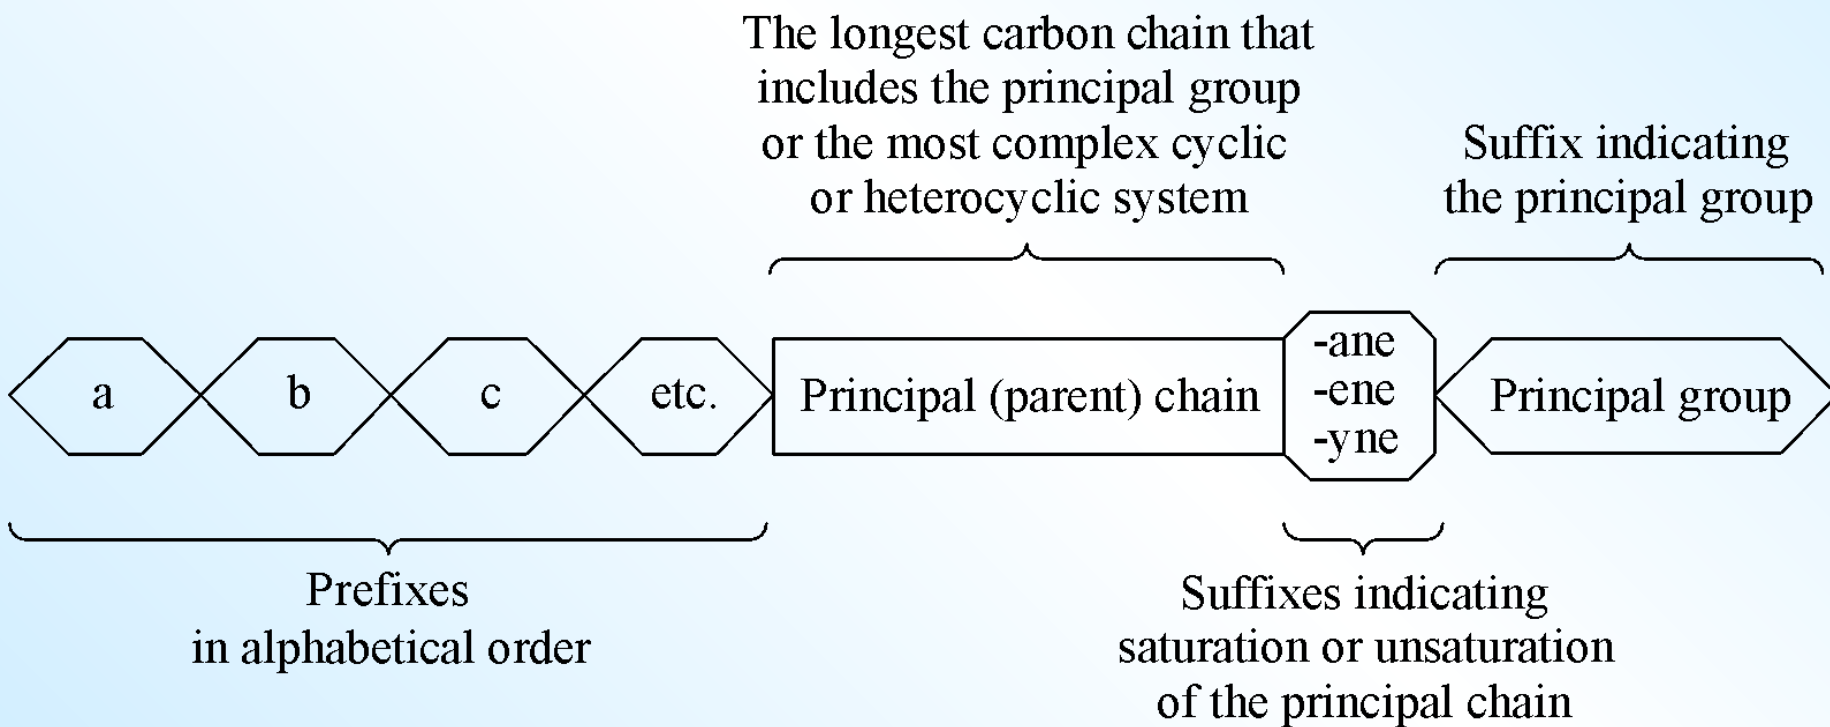 The longest carbon chain that
includes the principal group
or the most complex cyclic
or heterocyclic system
Suffix indicating
the principal group
a
b
c
etc.
Principal (parent) chain
-ane
-ene
-yne
Principal group
Prefixes
in alphabetical order
Suffixes indicating
saturation or unsaturation
of the principal chain